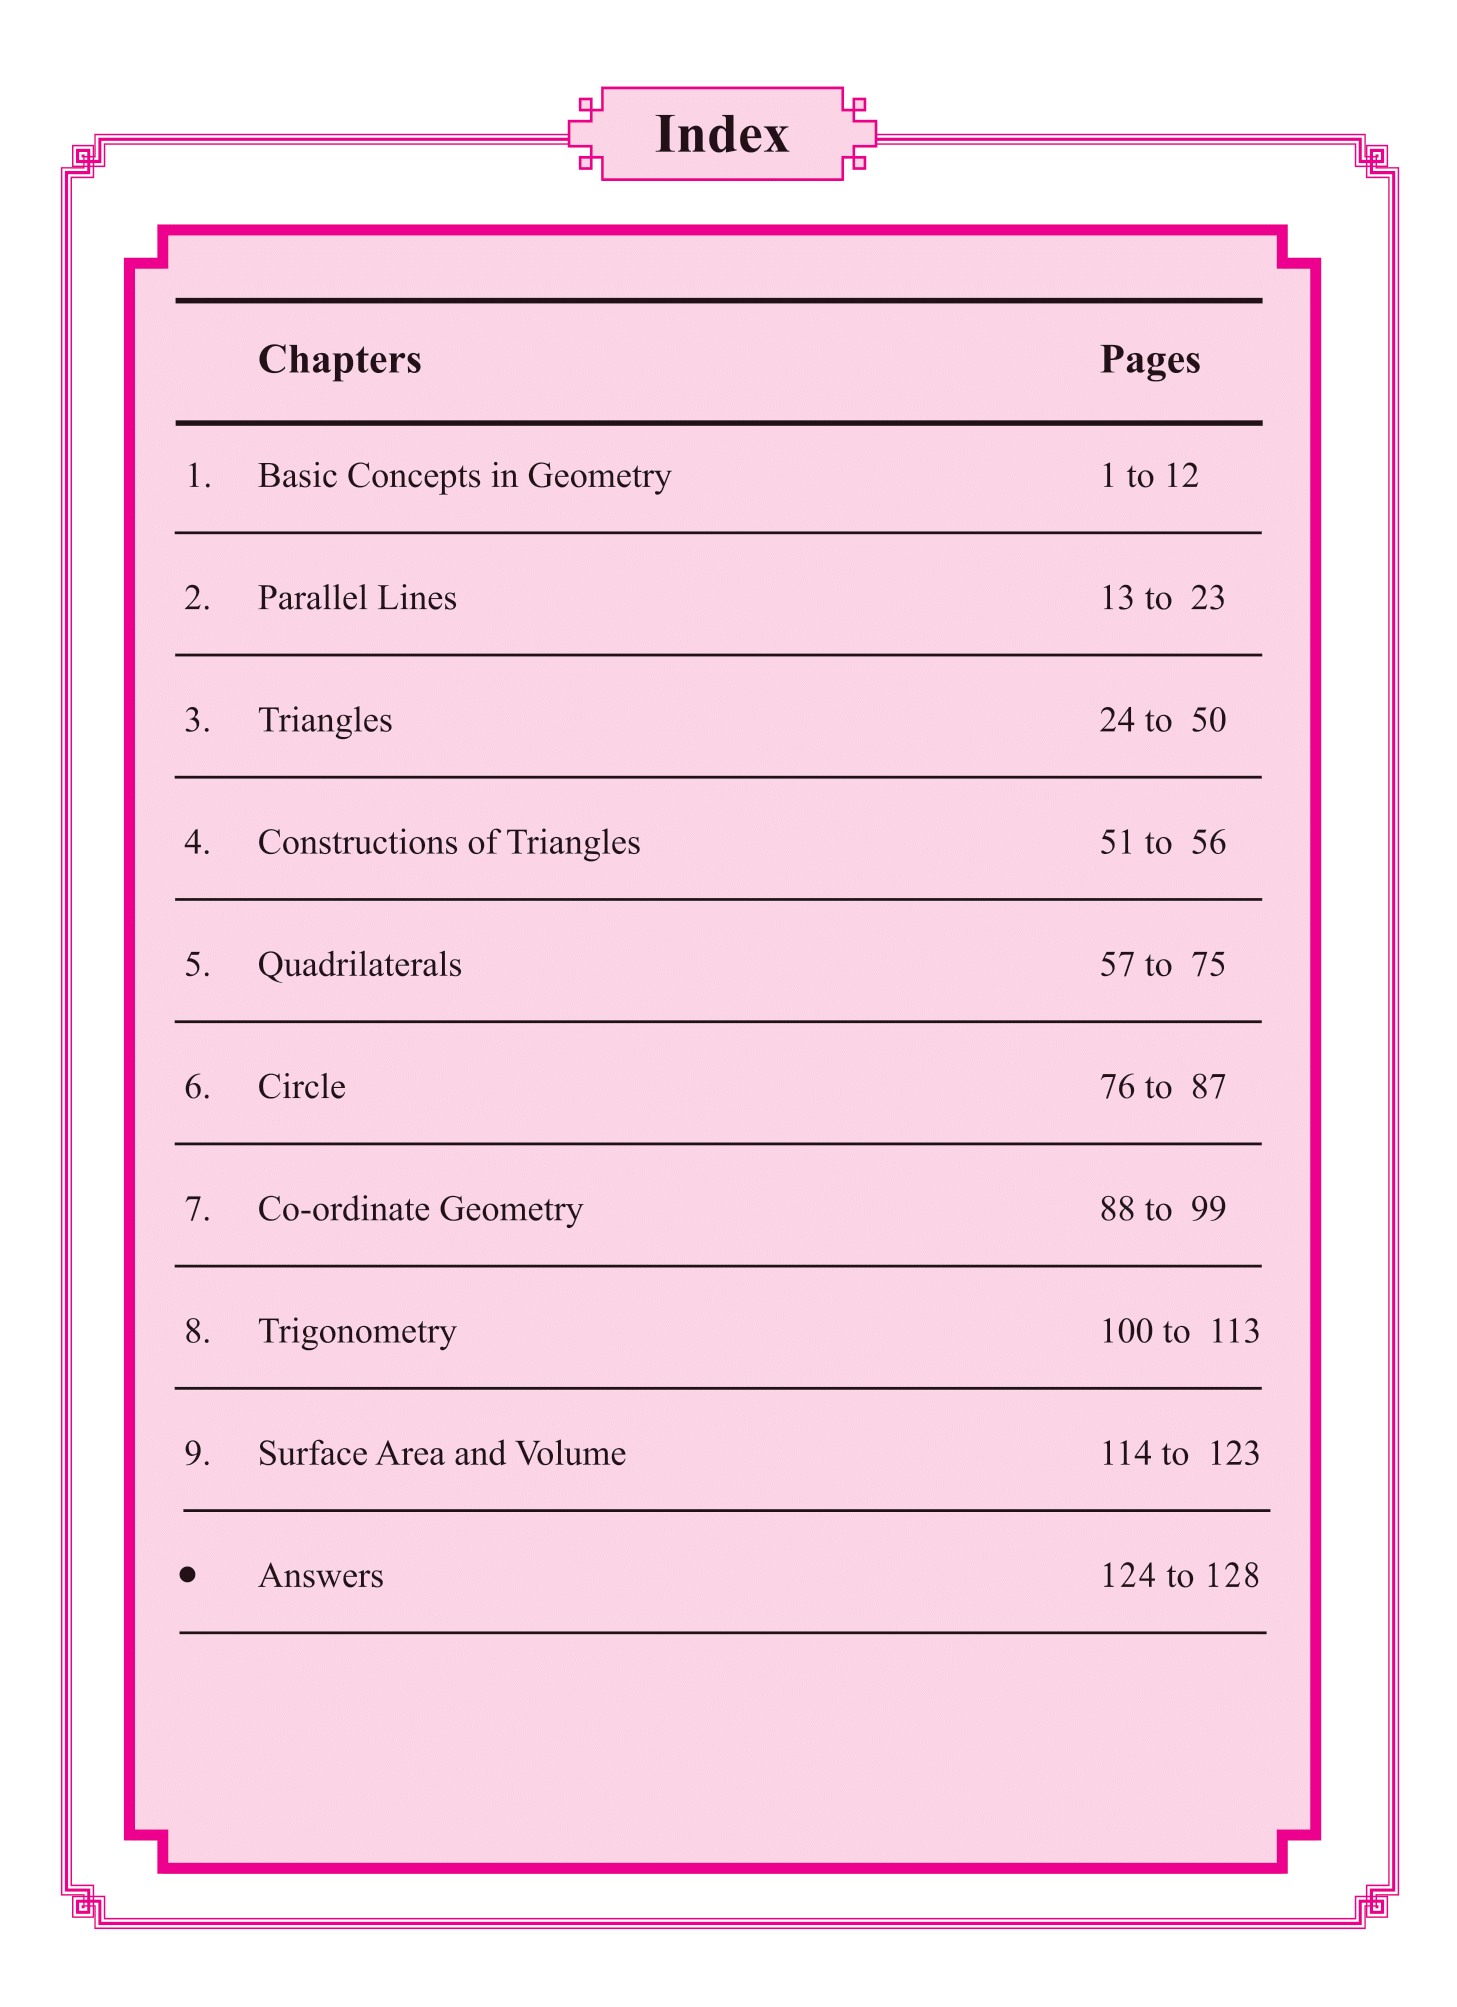 Index
Chapters Pages
1. Basic Concepts in Geometry 1 to 12
2. Parallel Lines 13 to 23
3. Triangles 24 to 50
4. Constructions of Triangles 51 to 56
5. Quadrilaterals 57 to 75
6. Circle 76 to 87
7. Co-ordinate Geometry 88 to 99
8. Trigonometry 100 to 113
9. Surface Area and Volume 114 to 123
• Answers 124 to 128